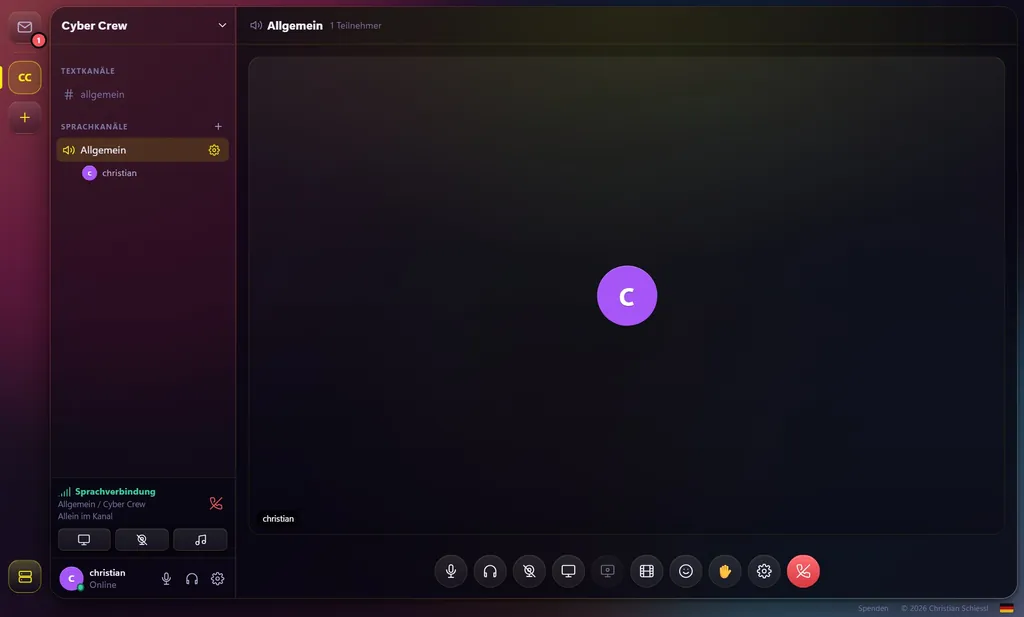 1
CC
Cyber Crew
TEXTKANÄLE
# allgemein
SPRACHKANÄLE
Allgemein
c
christian
Sprachverbindung
Allgemein / Cyber Crew
Allein im Kanal
C
christian
Online
Allgemein 1 Teilnehmer
C
christian
Spenden © 2026 Christian Schiessl